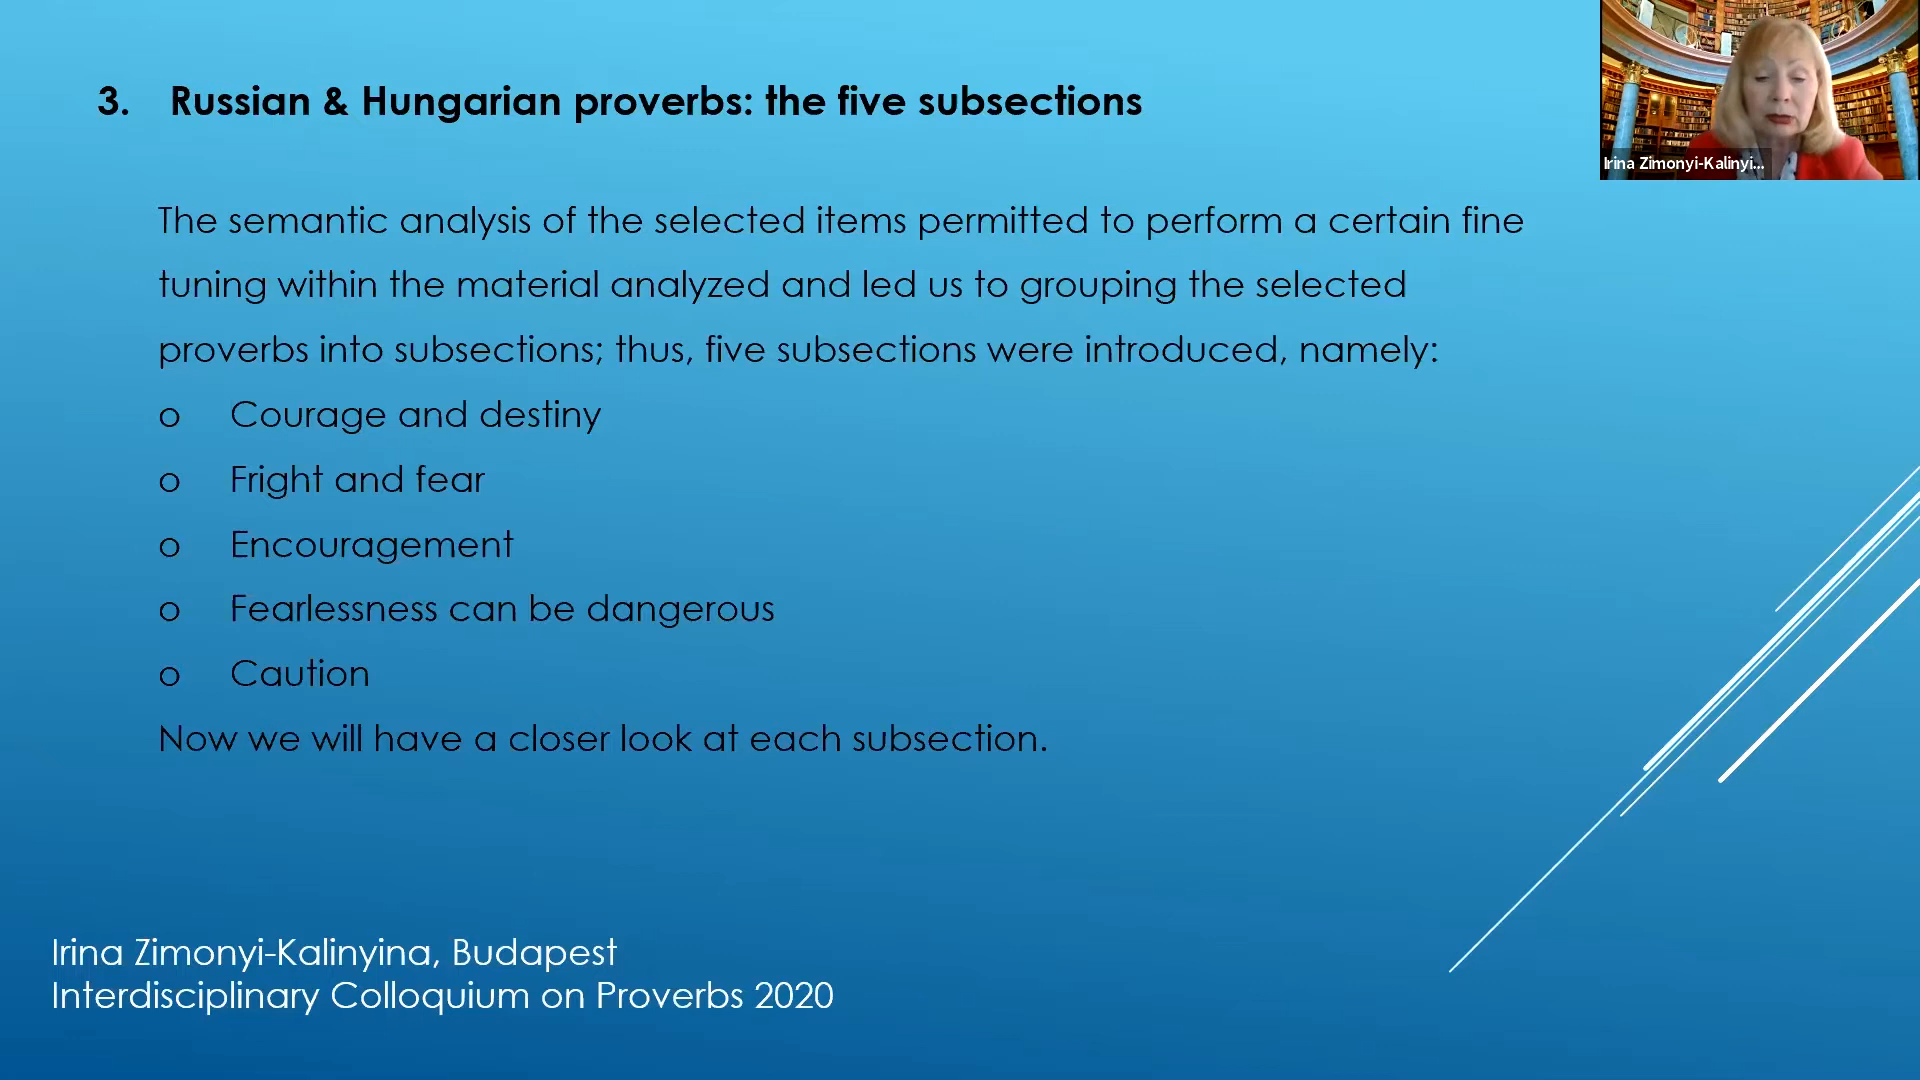 3. Russian & Hungarian proverbs: the five subsections
Irina Zimonyi-Kalinyi...
The semantic analysis of the selected items permitted to perform a certain fine
tuning within the material analyzed and led us to grouping the selected
proverbs into subsections; thus, five subsections were introduced, namely:
o Courage and destiny
o Fright and fear
o Encouragement
o Fearlessness can be dangerous
o Caution
Now we will have a closer look at each subsection.
Irina Zimonyi-Kalinyina, Budapest
Interdisciplinary Colloquium on Proverbs 2020